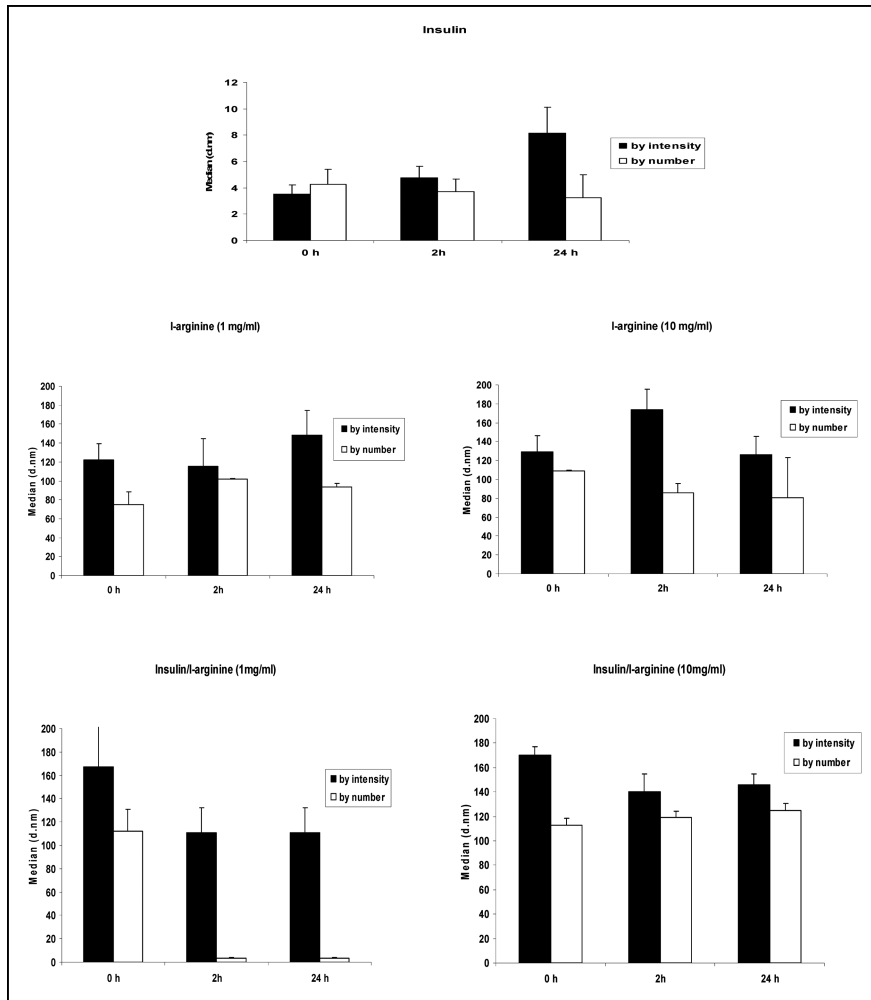 Insulin
Median (d.nm)
12
10
8
6
4
2
0
0 h
2h
24 h
by intensity
by number
l-arginine (1 mg/ml)
Median (d.nm)
200
180
160
140
120
100
80
60
40
20
0
0 h
2h
24 h
by intensity
by number
l-arginine (10 mg/ml)
Median (d.nm)
200
180
160
140
120
100
80
60
40
20
0
0 h
2h
24 h
by intensity
by number
Insulin/l-arginine (1mg/ml)
Median (d.nm)
200
180
160
140
120
100
80
60
40
20
0
0 h
2h
24 h
by intensity
by number
Insulin/l-arginine (10mg/ml)
Median (d.nm)
200
180
160
140
120
100
80
60
40
20
0
0 h
2h
24 h
by intensity
by number